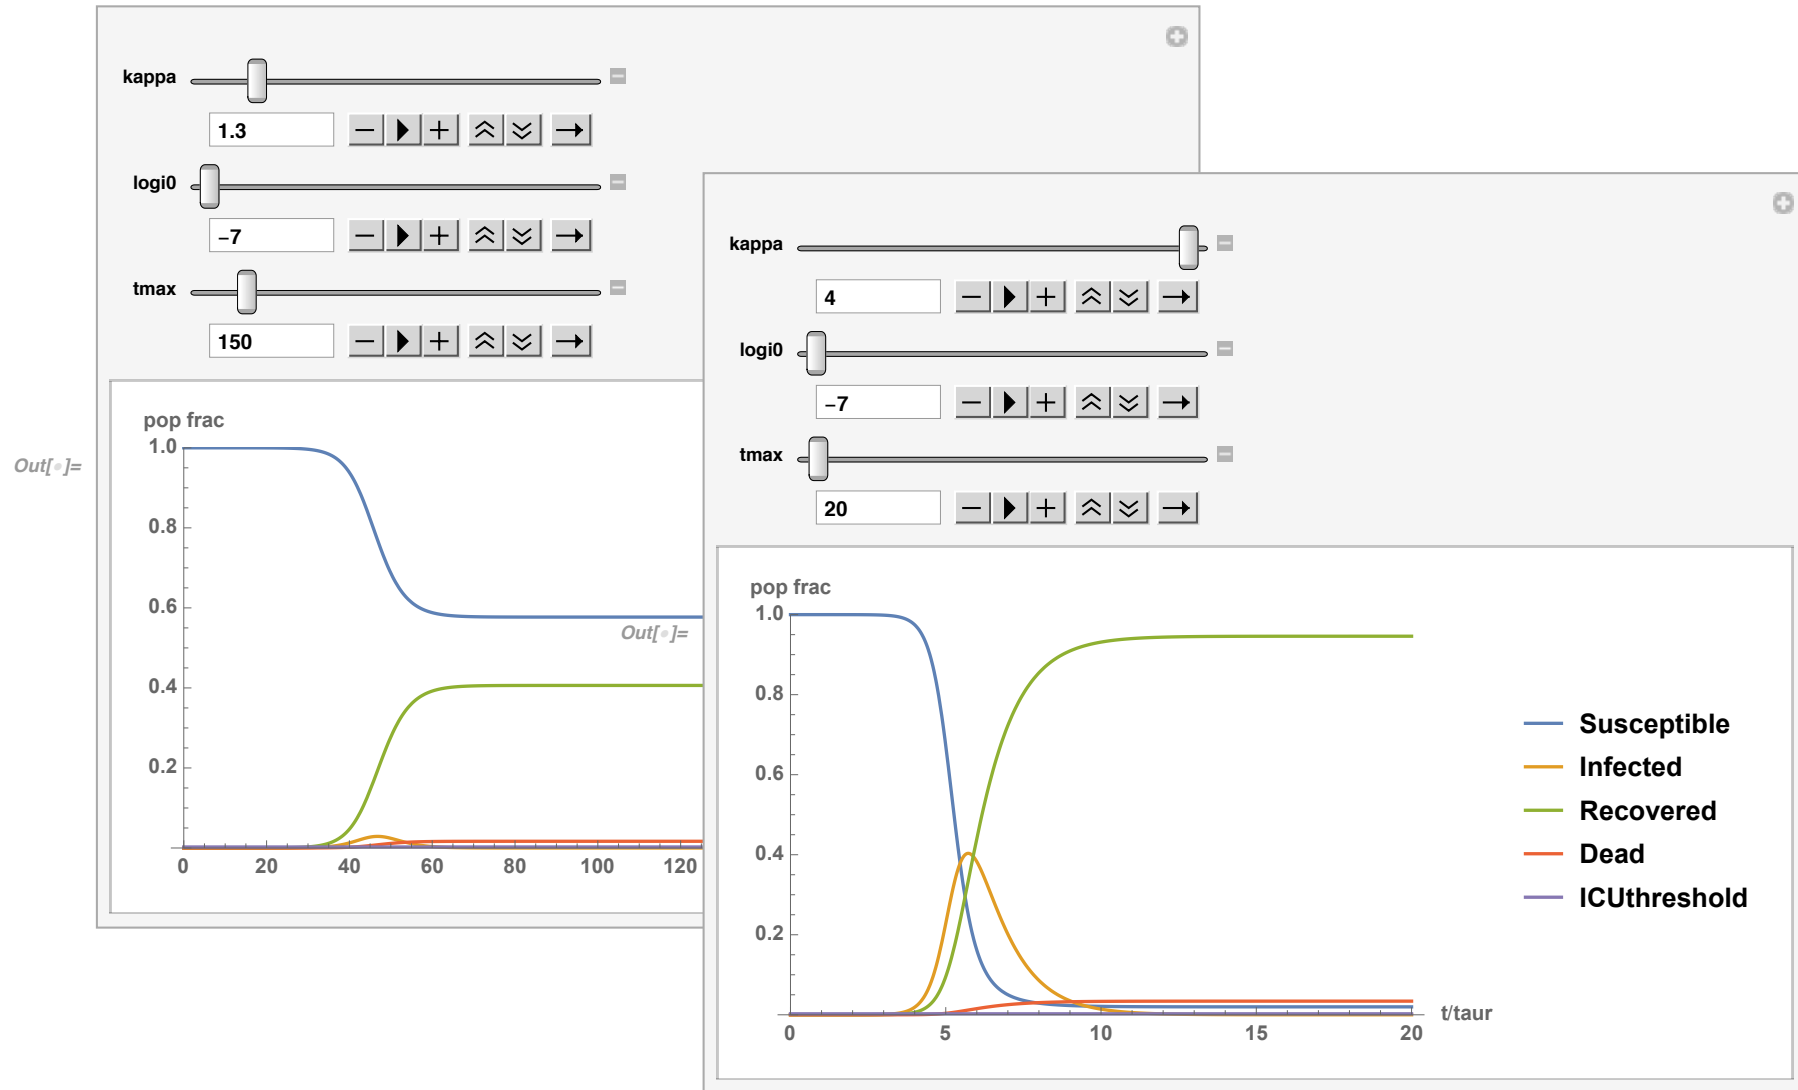 kappa
1.3
logi0
−7
tmax
150
pop frac
1.0
0.8
0.6
0.4
0.2
0 20 40 60 80 100 120
Out[•]=
kappa
4
logi0
−7
tmax
20
pop frac
1.0
0.8
0.6
0.4
0.2
0 5 10 15 20
t/taur
Susceptible
Infected
Recovered
Dead
ICUthreshold
Out[•]=